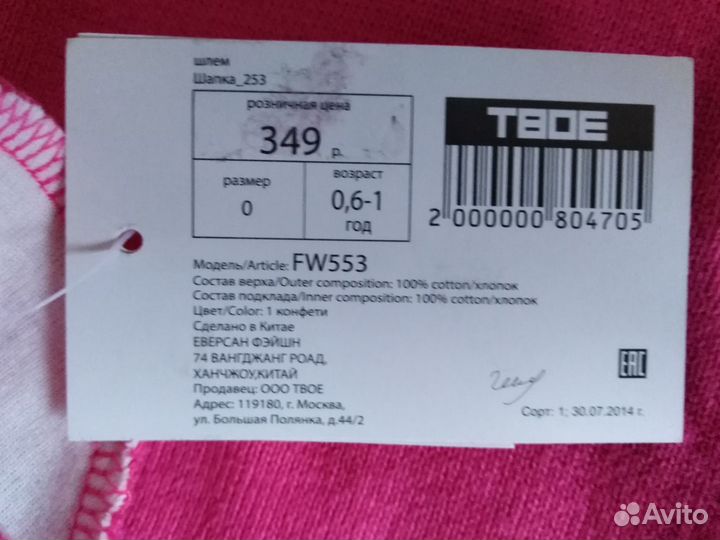 шлем
Шапка_253
розничная цена
349 р.
размер
0
возраст
0,6-1
год
ТВОЕ
2 000000 804705
Модель/Article: FW553
Состав верха/Outer composition: 100% cotton/хлопок
Состав подклада/Inner composition: 100% cotton/хлопок
Цвет/Color: 1 конфети
Сделано в Китае
ЕВЕРСАН ФЭЙШН
74 ВАНГДЖАНГ РОАД,
ХАНЧЖОУ,КИТАЙ
Продавец: ООО ТВОЕ
Адрес: 119180, г. Москва,
ул. Большая Полянка, д.44/2
EAC
Сорт: 1; 30.07.2014 г.
Avito